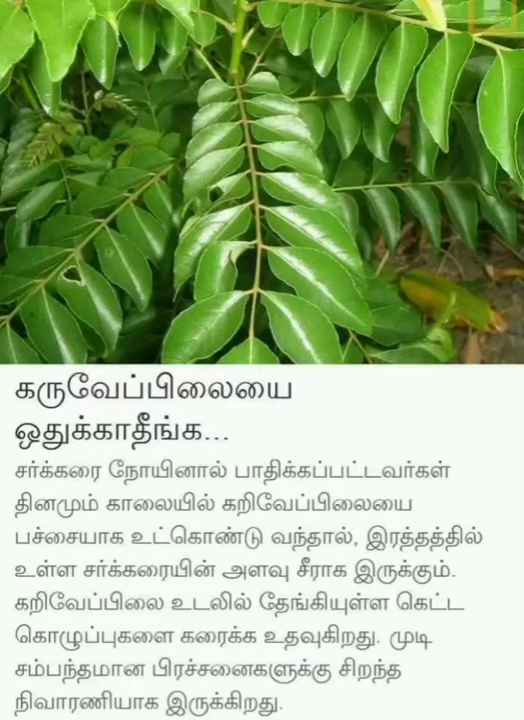 கருவேப்பிலையை
ஒதுக்காதீங்க...
சர்க்கரை நோயினால் பாதிக்கப்பட்டவர்கள்
தினமும் காலையில் கறிவேப்பிலையை
பச்சையாக உட்கொண்டு வந்தால், இரத்தத்தில்
உள்ள சர்க்கரையின் அளவு சீராக இருக்கும்.
கறிவேப்பிலை உடலில் தேங்கியுள்ள கெட்ட
கொழுப்புகளை கரைக்க உதவுகிறது. முடி
சம்பந்தமான பிரச்சனைகளுக்கு சிறந்த
நிவாரணியாக இருக்கிறது.